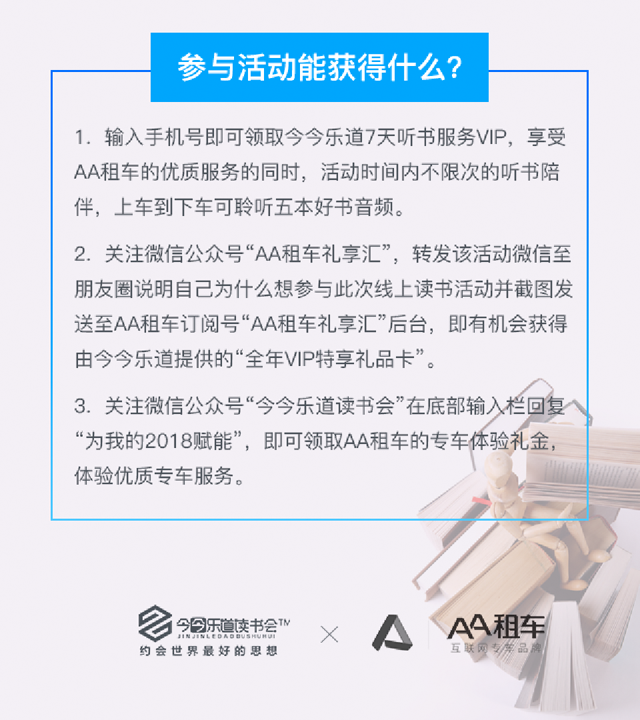 参与活动能获得什么?
1. 输入手机号即可领取今今乐道7天听书服务VIP，享受
AA租车的优质服务的同时，活动时间内不限次的听书陪
伴，上车到下车可聆听五本好书音频。
2. 关注微信公众号“AA租车礼享汇”，转发该活动微信至
朋友圈说明自己为什么想参与此次线上读书活动并截图发
送至AA租车订阅号“AA租车礼享汇”后台，即有机会获得
由今今乐道提供的“全年VIP特享礼品卡”。
3. 关注微信公众号“今今乐道读书会”在底部输入栏回复
“为我的2018赋能”，即可领取AA租车的专车体验礼金，
体验优质专车服务。
今今乐道读书会™
JINJINLEDAODUSHUHUI
约会世界最好的思想
×
AA租车
互联网专车品牌